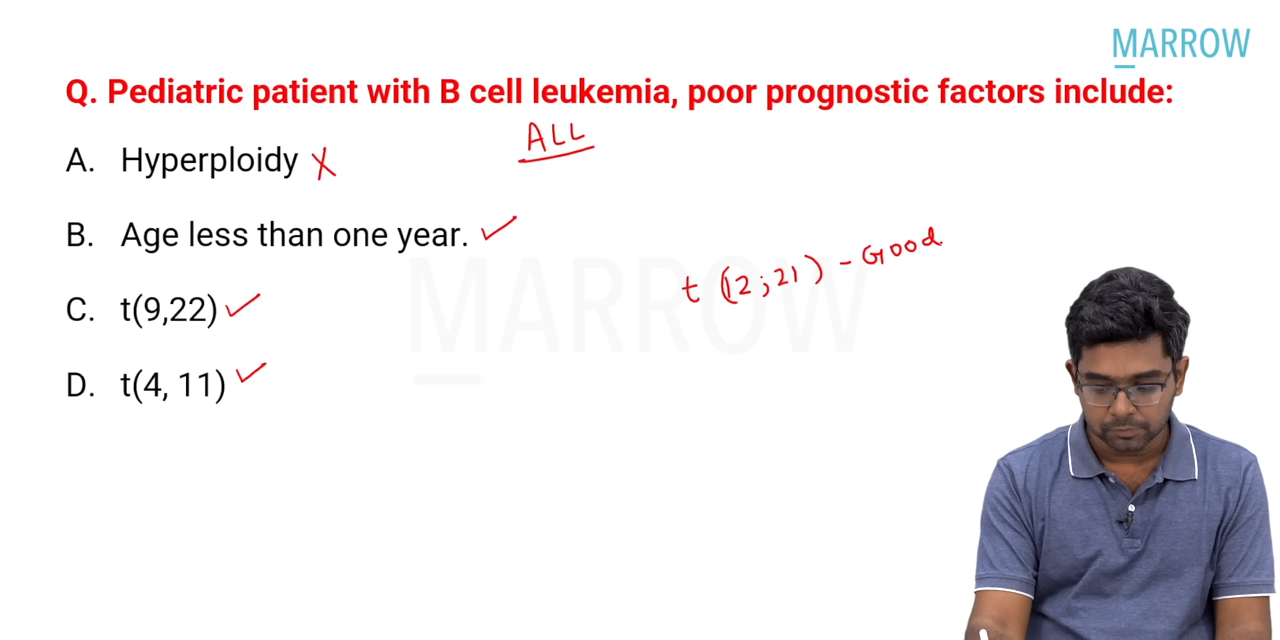 MARROW
Q. Pediatric patient with B cell leukemia, poor prognostic factors include:
ALL
A. Hyperploidy X
B. Age less than one year. ✓
t (12;21) - Good
C. t(9,22) ✓
D. t(4, 11) ✓
MARROW